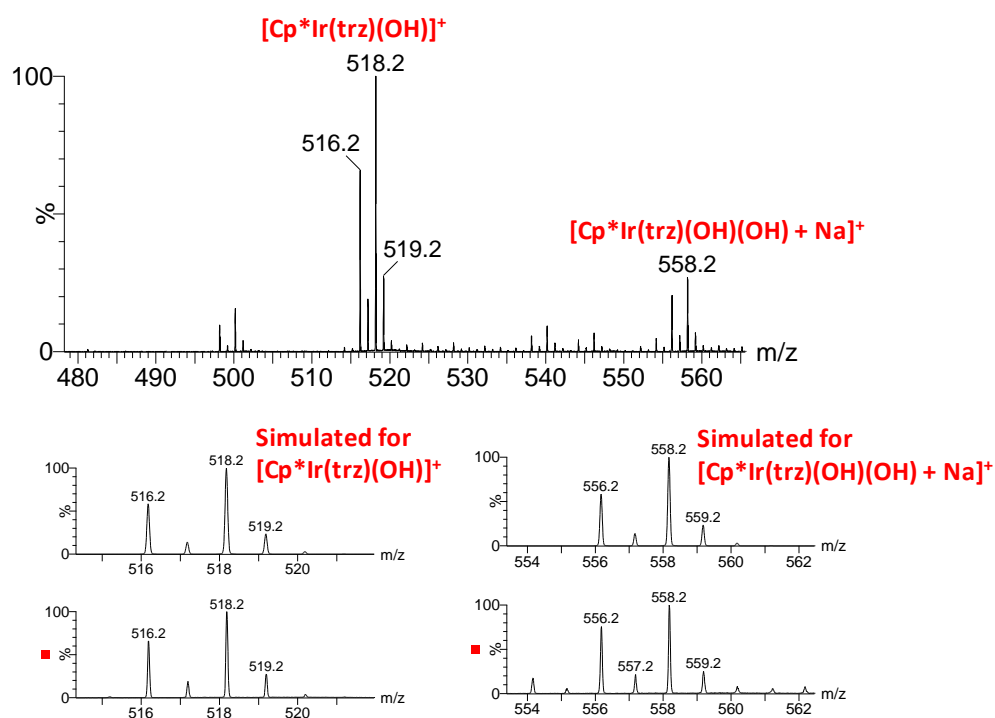 [Cp*Ir(trz)(OH)]+
518.2
100
516.2
519.2
[Cp*Ir(trz)(OH)(OH) + Na]+
558.2
%
0
m/z
480 490 500 510 520 530 540 550 560
Simulated for
[Cp*Ir(trz)(OH)]+
100
518.2
516.2
519.2
%
0
m/z
516 518 520
Simulated for
[Cp*Ir(trz)(OH)(OH) + Na]+
100
558.2
556.2
559.2
%
0
m/z
554 556 558 560 562
100
518.2
516.2
519.2
%
0
m/z
516 518 520
100
558.2
556.2
557.2
559.2
%
0
m/z
554 556 558 560 562